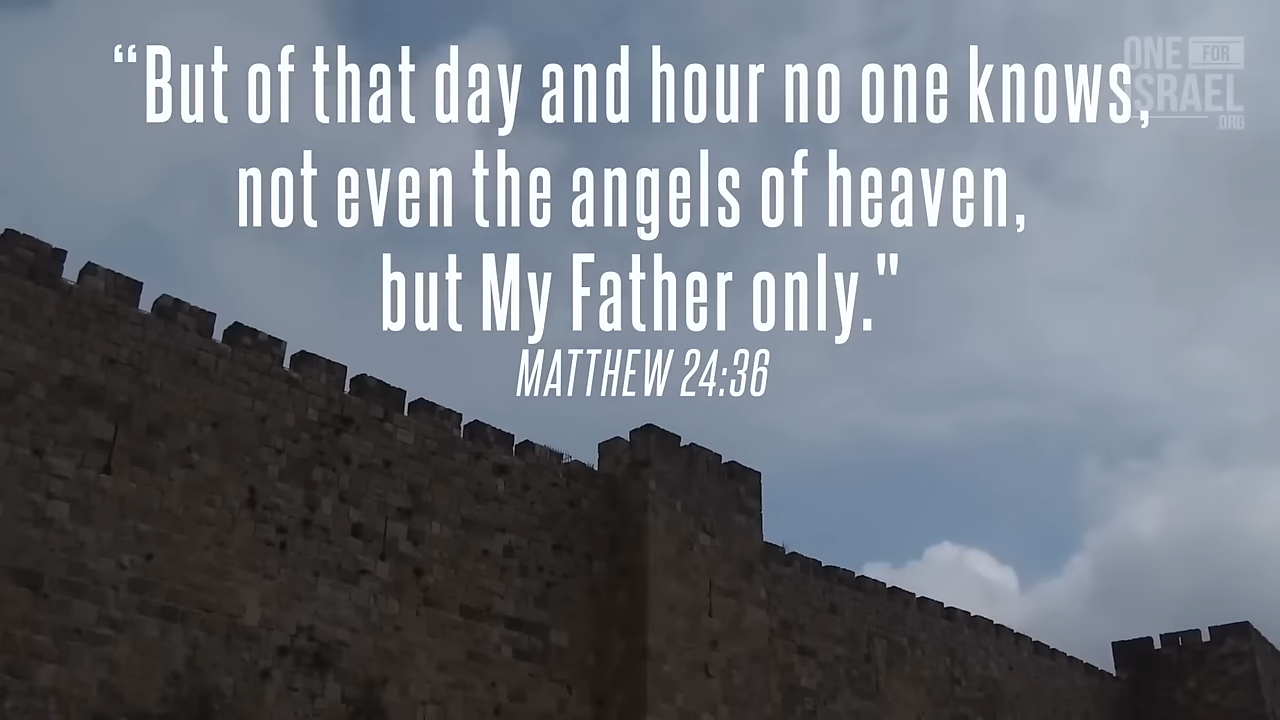 “But of that day and hour no one knows,
not even the angels of heaven,
but My Father only."
MATTHEW 24:36
ONE FOR
ISRAEL
.ORG